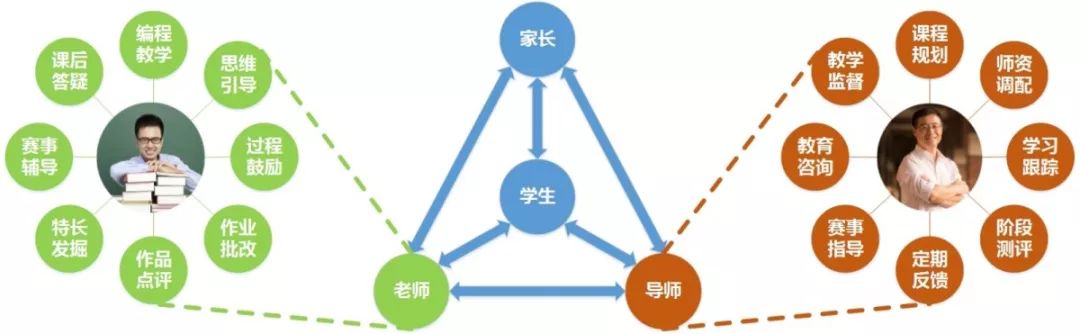 编程
教学
思维
引导
过程
鼓励
作业
批改
作品
点评
特长
发掘
赛事
辅导
课后
答疑
家长
学生
老师
导师
课程
规划
师资
调配
学习
跟踪
阶段
测评
定期
反馈
赛事
指导
教育
咨询
教学
监督